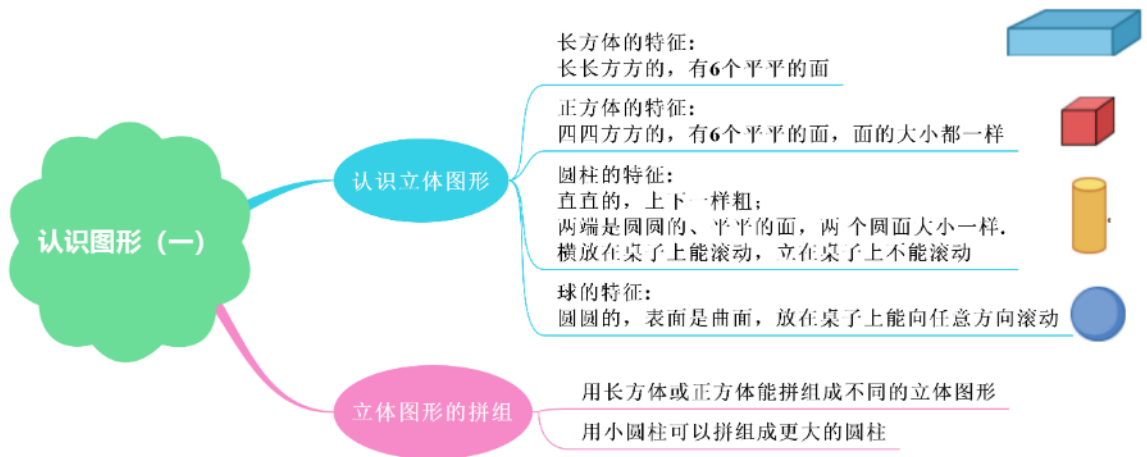 认识图形（一）
认识立体图形
长方体的特征：
长长方方的，有6个平平的面
正方体的特征：
四四方方的，有6个平平的面，面的大小都一样
圆柱的特征：
直直的，上下一样粗；
两端是圆圆的、平平的面，两 个圆面大小一样.
横放在桌子上能滚动，立在桌子上不能滚动
球的特征：
圆圆的，表面是曲面，放在桌子上能向任意方向滚动
立体图形的拼组
用长方体或正方体能拼组成不同的立体图形
用小圆柱可以拼组成更大的圆柱